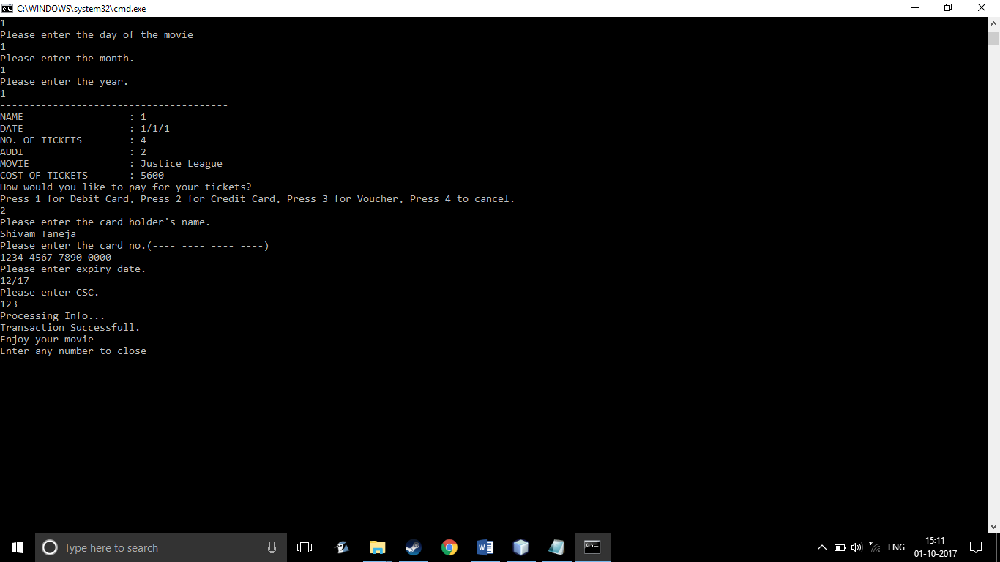 C:\WINDOWS\system32\cmd.exe
1
Please enter the day of the movie
1
Please enter the month.
1
Please enter the year.
1
---------------------------------------
NAME : 1
DATE : 1/1/1
NO. OF TICKETS : 4
AUDI : 2
MOVIE : Justice League
COST OF TICKETS : 5600
How would you like to pay for your tickets?
Press 1 for Debit Card, Press 2 for Credit Card, Press 3 for Voucher, Press 4 to cancel.
2
Please enter the card holder's name.
Shivam Taneja
Please enter the card no.(---- ---- ---- ----)
1234 4567 7890 0000
Please enter expiry date.
12/17
Please enter CSC.
123
Processing Info...
Transaction Successfull.
Enjoy your movie
Enter any number to close
Type here to search
ENG
15:11
01-10-2017